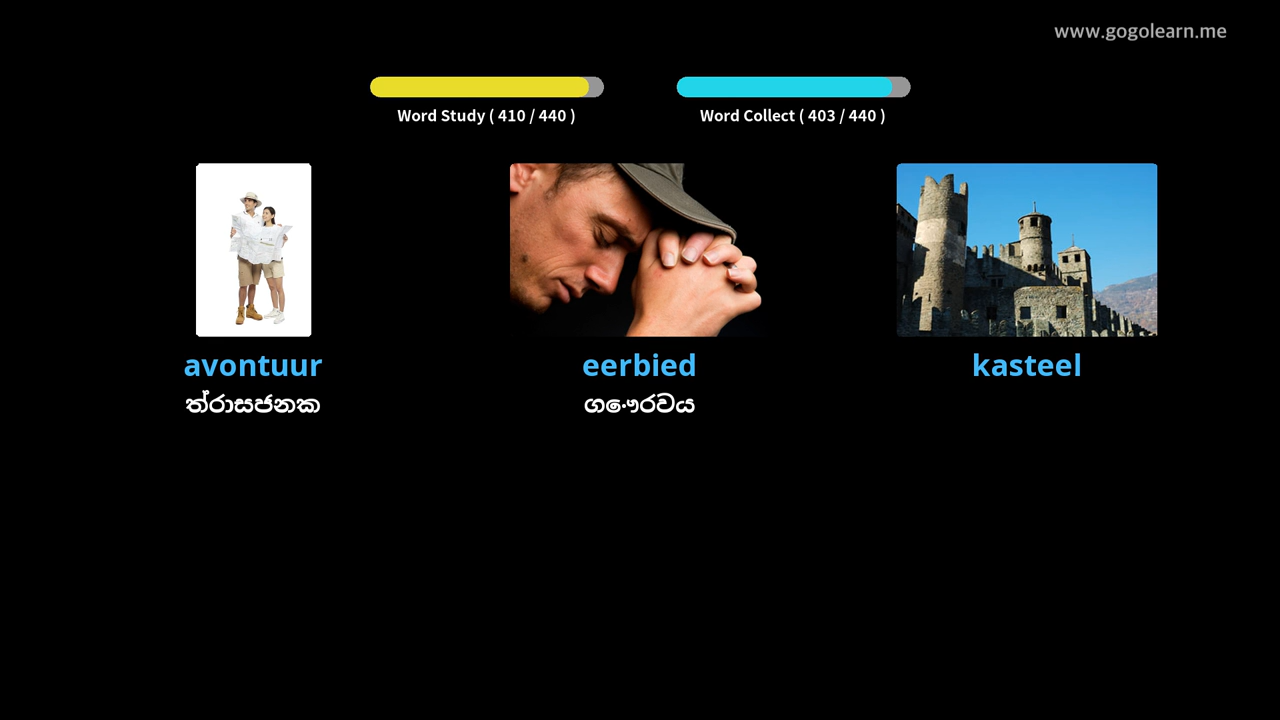 www.gogolearn.me
Word Study ( 410 / 440 )
Word Collect ( 403 / 440 )
avontuur
eerbied
kasteel
ත්රාසජනක
ගෞරවය